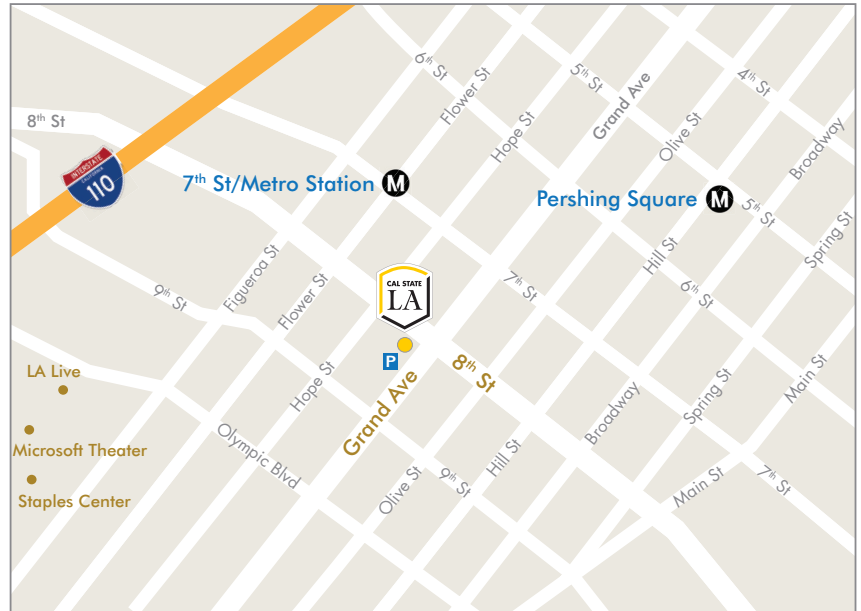 6th St
Flower St
Hope St
5th St
Grand Ave
Olive St
4th St
Broadway
8th St
INTERSTATE
CALIFORNIA
110
7th St/Metro Station
M
Pershing Square
M
5th St
Hill St
Spring St
Figueroa St
Flower St
9th St
CAL STATE
LA
7th St
6th St
P
8th St
LA Live
Hope St
Grand Ave
Main St
Spring St
Broadway
Microsoft Theater
Olympic Blvd
Hill St
Staples Center
Olive St
9th St
Main St
7th St